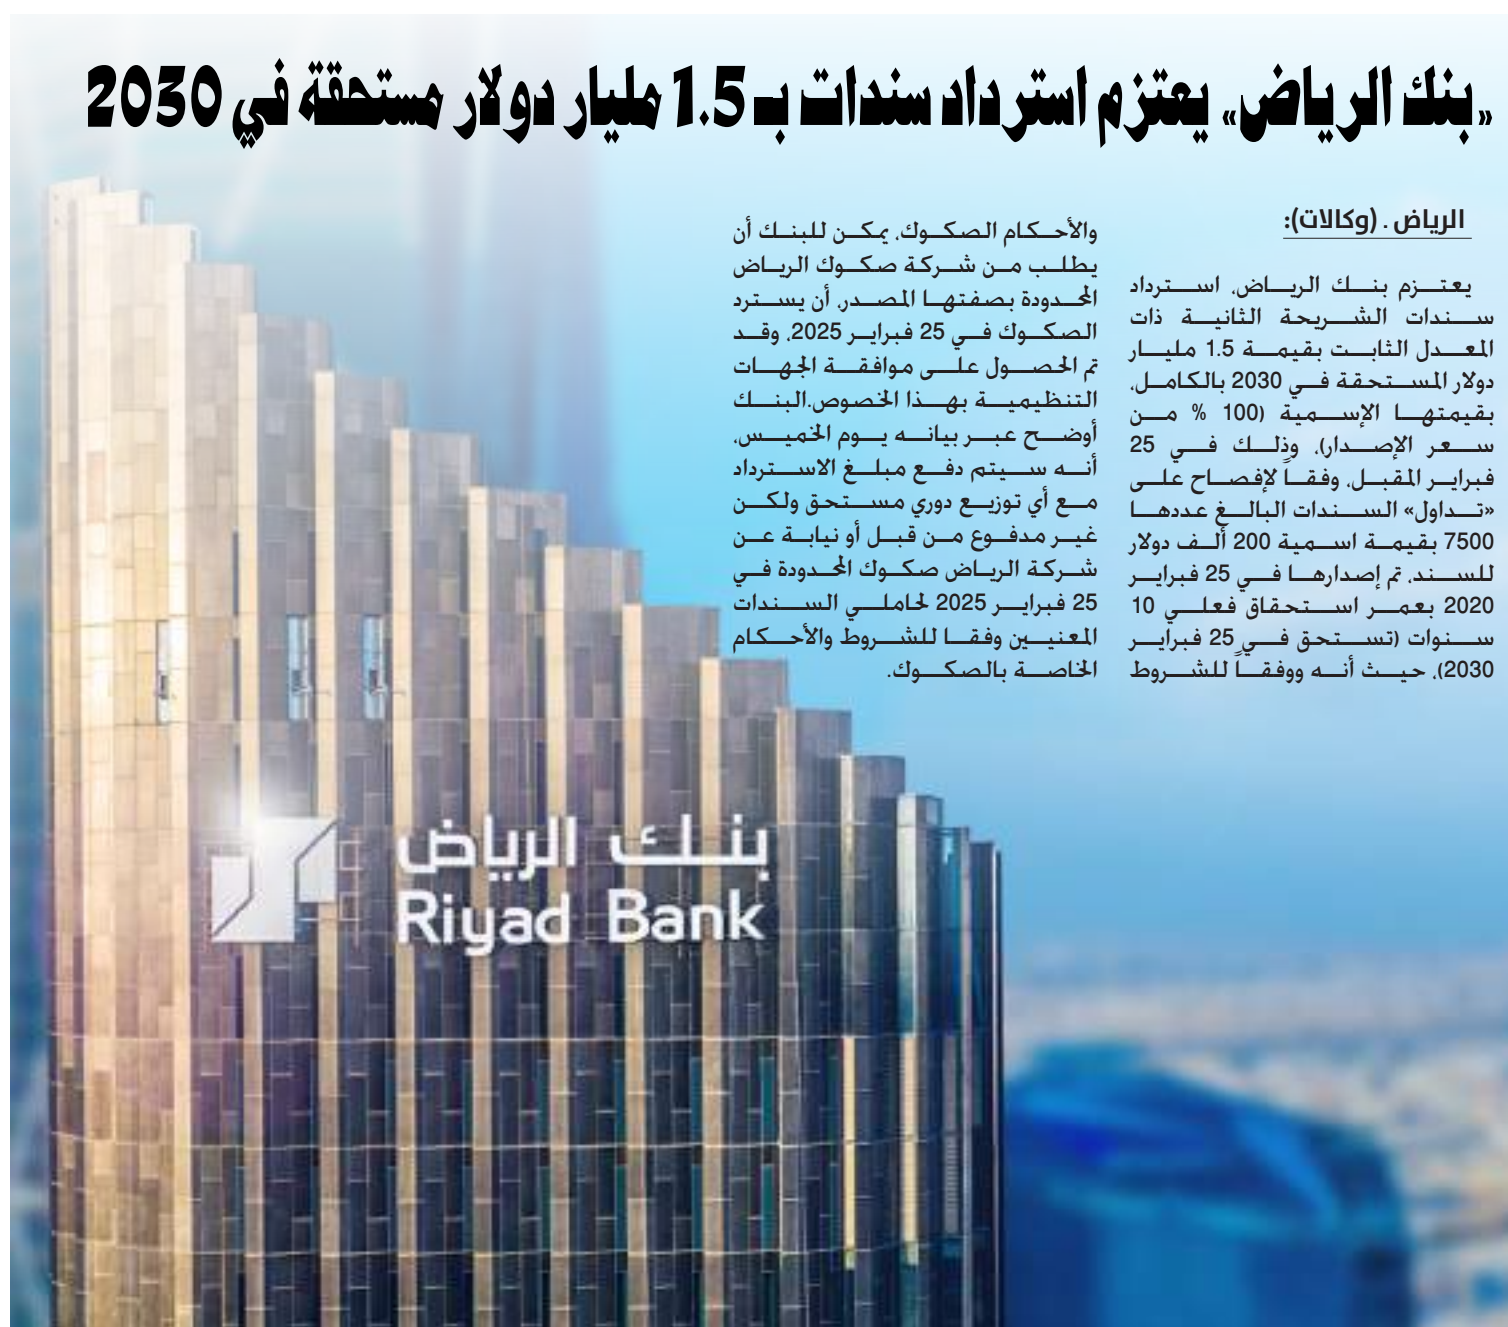 «بنك الرياض» يعتزم استرداد سندات بـ 1.5 مليار دولار مستحقة في 2030
الرياض . (وكالات):
يعتزم بنك الرياض، استرداد
سندات الشريحة الثانية ذات
المعدل الثابت بقيمة 1.5 مليار
دولار المستحقة في 2030 بالكامل،
بقيمتها الإسمية (100 % من
سعر الإصدار)، وذلك في 25
فبراير المقبل، وفقاً لإفصاح على
«تداول» السندات البالغ عددها
7500 بقيمة اسمية 200 ألف دولار
للسند، تم إصدارها في 25 فبراير
2020 بعمر استحقاق فعلي 10
سنوات (تستحق في 25 فبراير
2030)، حيث أنه ووفقاً للشروط
والأحكام الصكوك، يمكن للبنك أن
يطلب من شركة صكوك الرياض
المحدودة بصفتها المصدر، أن يسترد
الصكوك في 25 فبراير 2025، وقد
تم الحصول على موافقة الجهات
التنظيمية بهذا الخصوص.البنك
أوضح عبر بيانه يوم الخميس،
أنه سيتم دفع مبلغ الاسترداد
مع أي توزيع دوري مستحق ولكن
غير مدفوع من قبل أو نيابة عن
شركة الرياض صكوك المحدودة في
25 فبراير 2025 لحاملي السندات
المعنيين وفقا للشروط والأحكام
الخاصة بالصكوك.
بنك الرياض
Riyad Bank